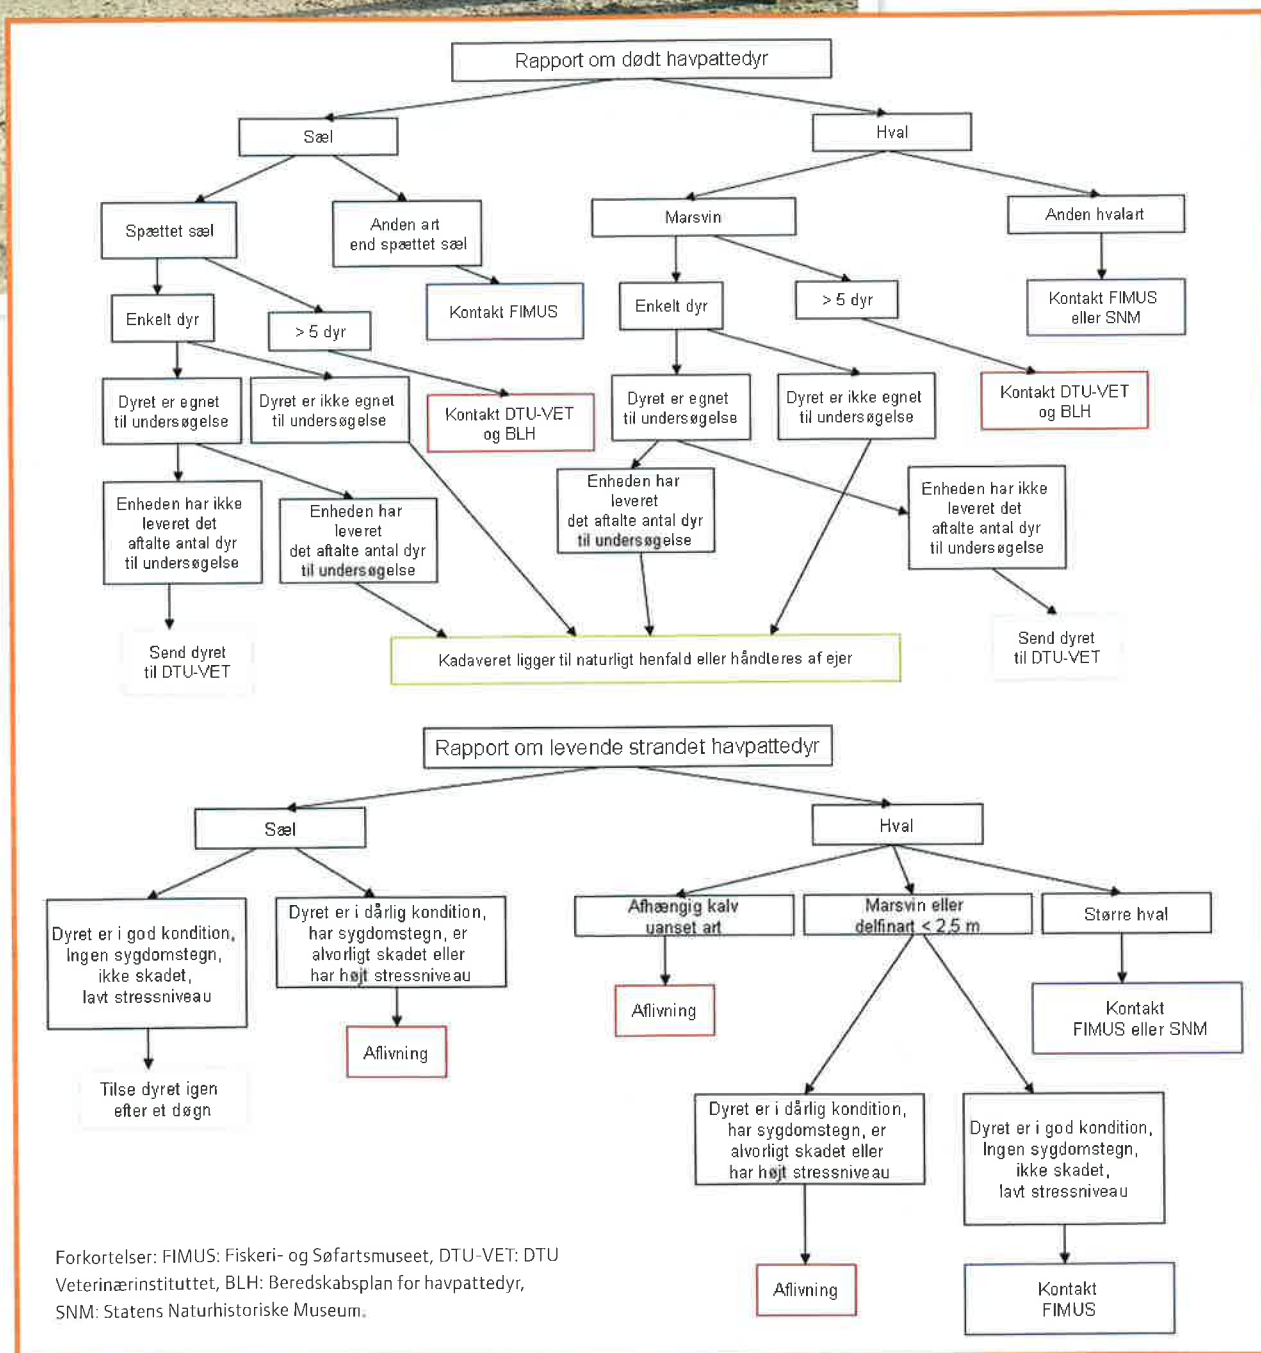 Rapport om dødt havpattedyr
Sæl
Hval
Spættet sæl
Anden art
end spættet sæl
Marsvin
Anden hvalart
Enkelt dyr
> 5 dyr
Kontakt FIMUS
Enkelt dyr
> 5 dyr
Kontakt FIMUS
eller SNM
Dyret er egnet
til undersøgelse
Dyret er ikke egnet
til undersøgelse
Kontakt DTU-VET
og BLH
Dyret er egnet
til undersøgelse
Dyret er ikke egnet
til undersøgelse
Kontakt DTU-VET
og BLH
Enheden har ikke
leveret det
aftalte antal dyr
til undersøgelse
Enheden har
leveret
det aftalte antal dyr
til undersøgelse
Enheden har
leveret
det aftalte antal dyr
til undersøgelse
Enheden har ikke
leveret det
aftalte antal dyr
til undersøgelse
Send dyret
til DTU-VET
Kadaveret ligger til naturligt henfald eller håndteres af ejer
Send dyret
til DTU-VET
Rapport om levende strandet havpattedyr
Sæl
Hval
Dyret er i god kondition,
Ingen sygdomstegn,
ikke skadet,
lavt stressniveau
Dyret er i dårlig kondition,
har sygdomstegn, er
alvorligt skadet eller
har højt stressniveau
Afhængig kalv
uanset art
Marsvin eller
delfinart < 2,5 m
Større hval
Tilse dyret igen
efter et døgn
Aflivning
Aflivning
Kontakt
FIMUS eller SNM
Dyret er i dårlig kondition,
har sygdomstegn, er
alvorligt skadet eller
har højt stressniveau
Dyret er i god kondition,
Ingen sygdomstegn,
ikke skadet,
lavt stressniveau
Aflivning
Kontakt
FIMUS
Forkortelser: FIMUS: Fiskeri- og Søfartsmuseet, DTU-VET: DTU
Veterinærinstituttet, BLH: Beredskabsplan for havpattedyr,
SNM: Statens Naturhistoriske Museum.